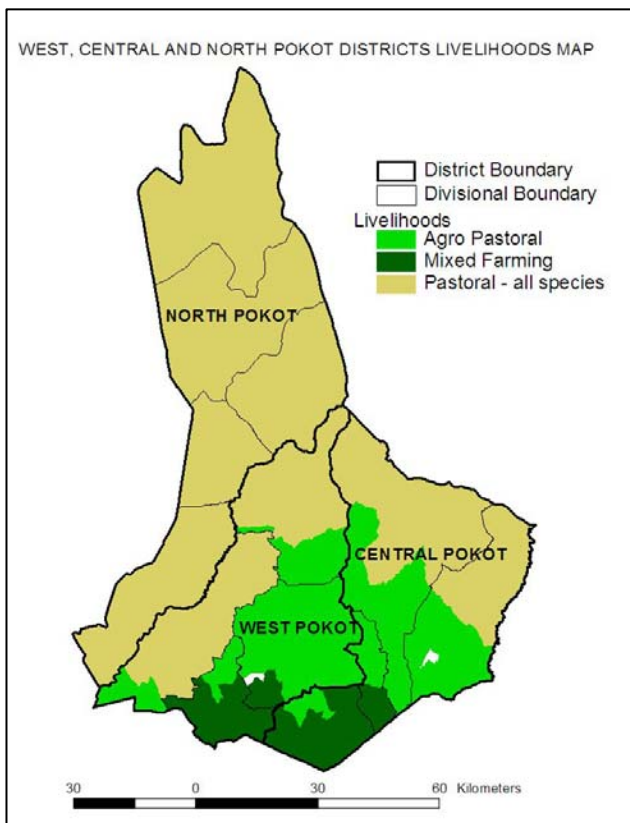 WEST, CENTRAL AND NORTH POKOT DISTRICTS LIVELIHOODS MAP
District Boundary
Divisional Boundary
Livelihoods
Agro Pastoral
Mixed Farming
Pastoral - all species
NORTH POKOT
CENTRAL POKOT
WEST POKOT
30 0 30 60 Kilometers